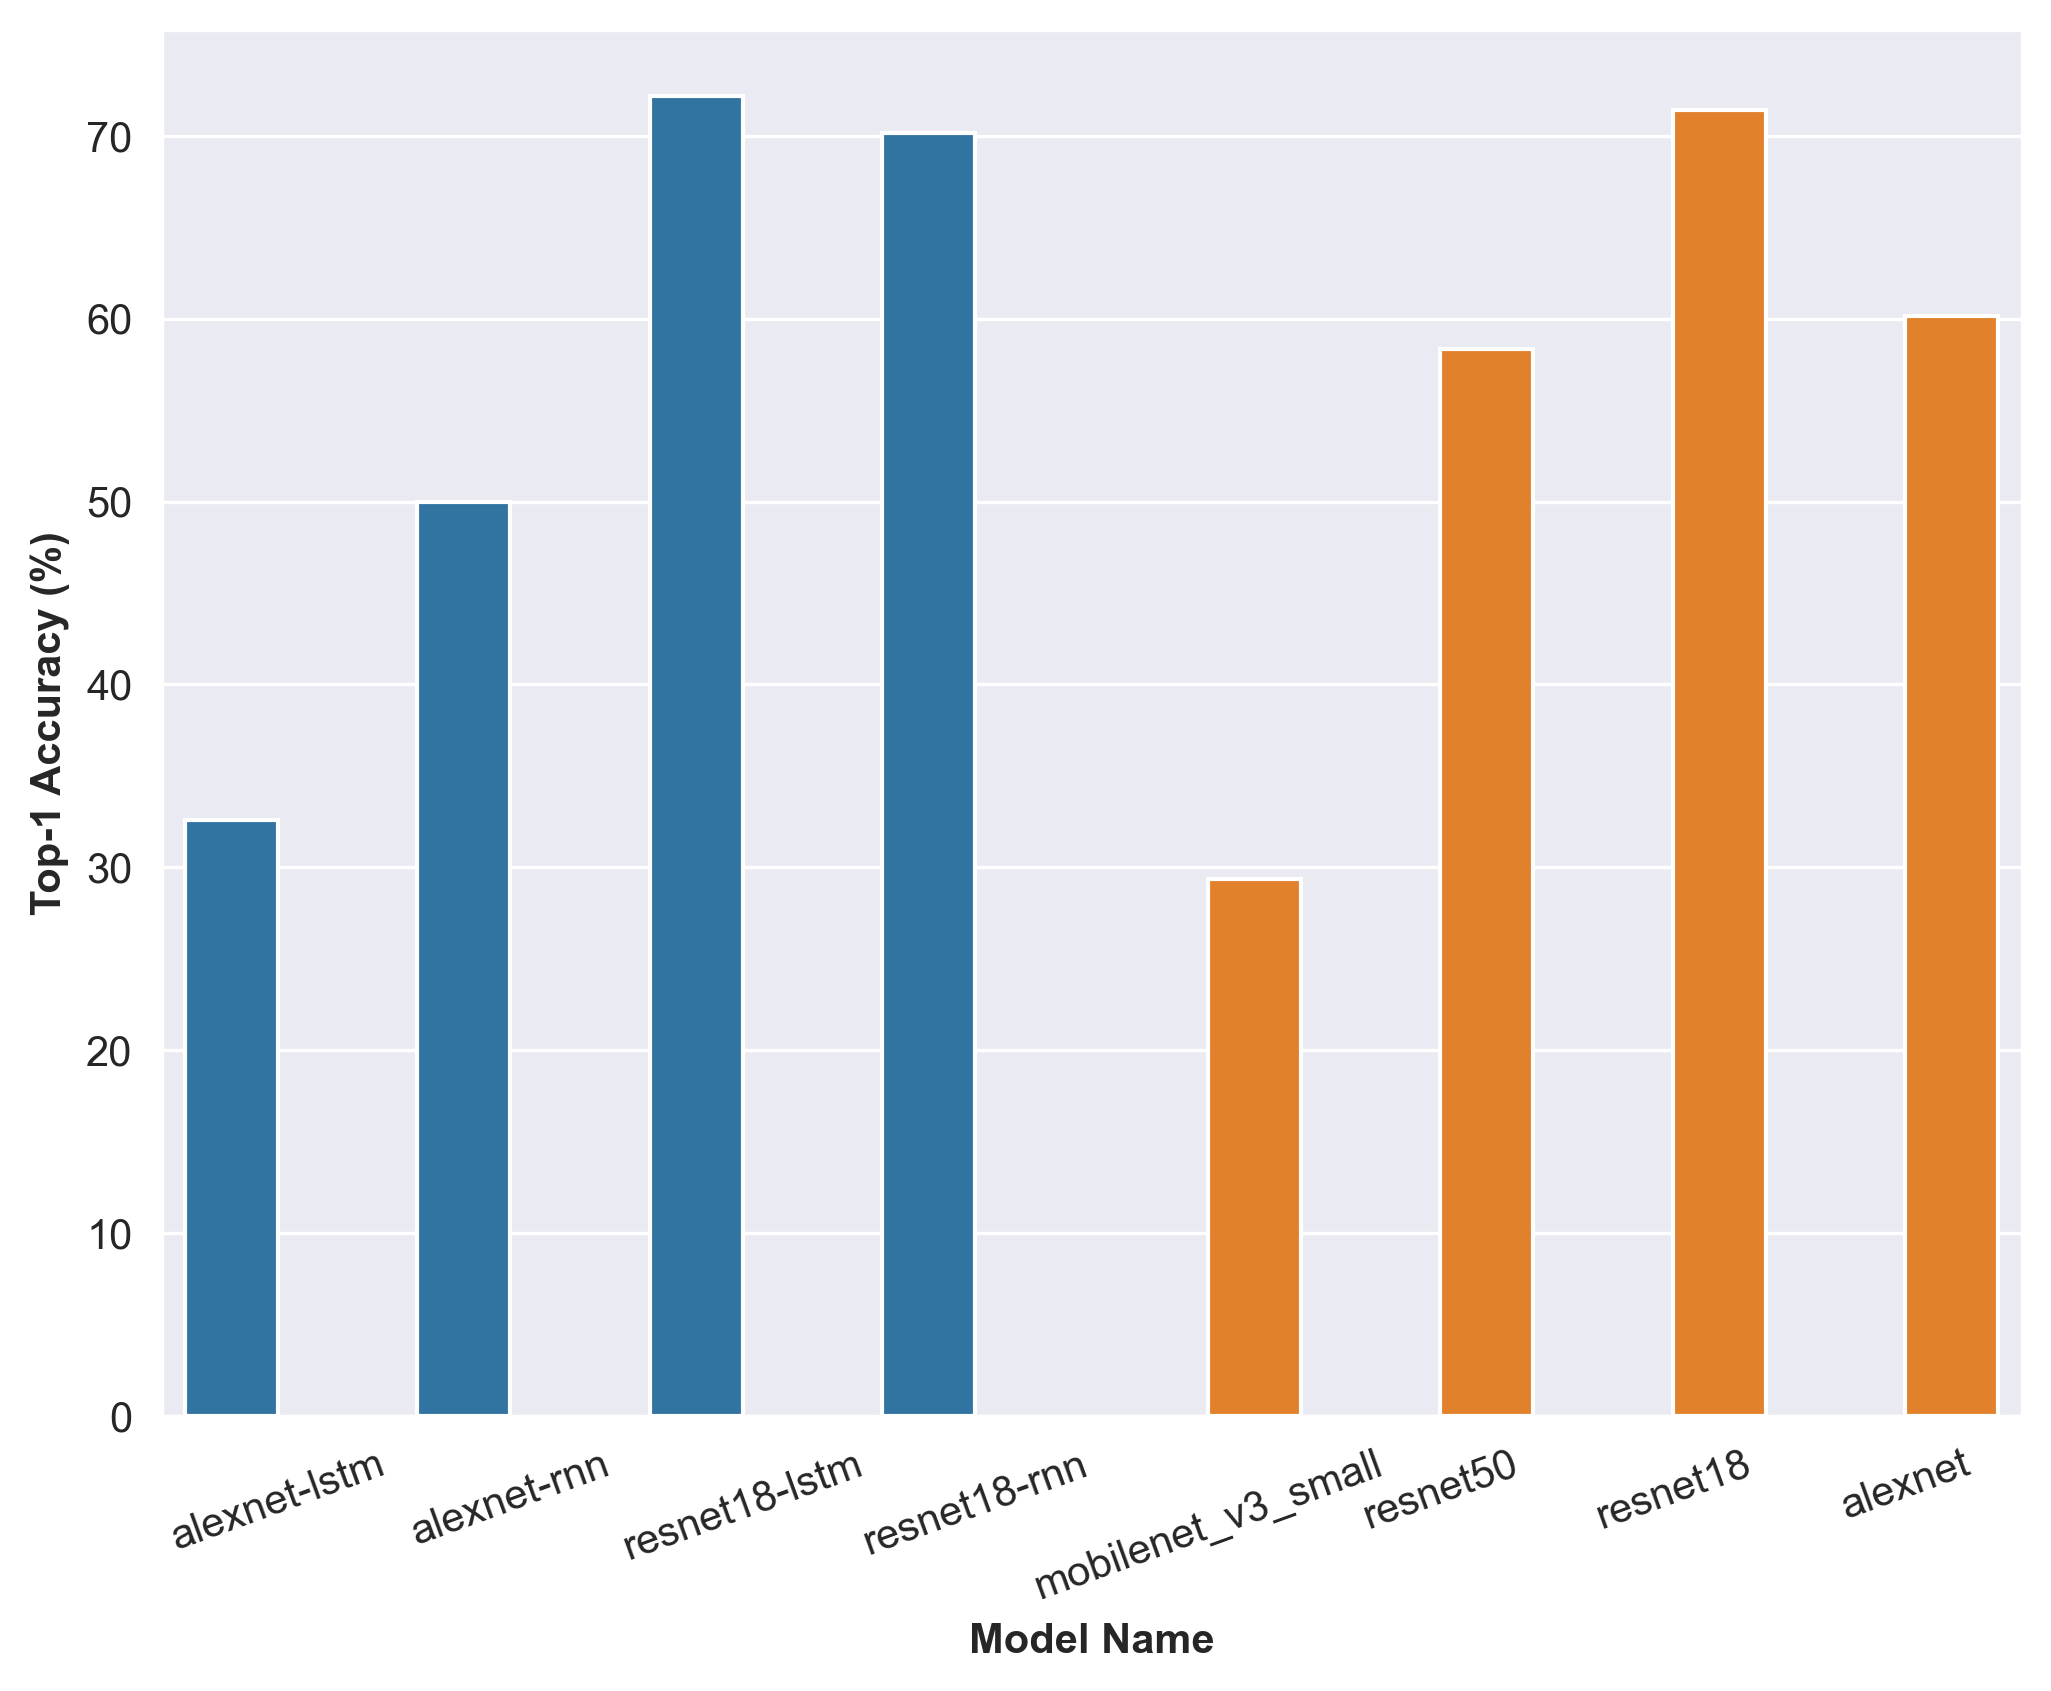 Top-1 Accuracy (%)
70
60
50
40
30
20
10
0
alexnet-lstm
alexnet-rnn
resnet18-lstm
resnet18-rnn
mobilenet_v3_small
resnet50
resnet18
alexnet
Model Name